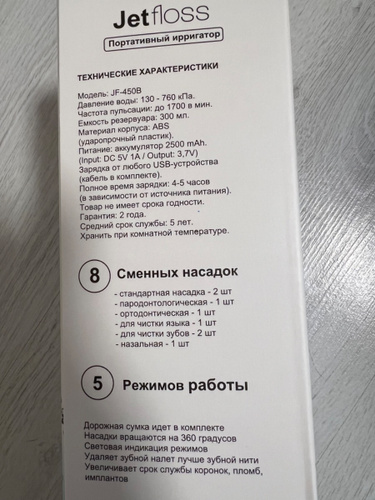 Jetfloss
Портативный ирригатор
ТЕХНИЧЕСКИЕ ХАРАКТЕРИСТИКИ
Модель: JF-450B
Давление воды: 130 - 760 кПа.
Частота пульсации: до 1700 в мин.
Емкость резервуара: 300 мл.
Материал корпуса: ABS
(ударопрочный пластик).
Питание: аккумулятор 2500 mAh.
(Input: DC 5V 1A / Output: 3,7V)
Зарядка от любого USB-устройства
(кабель в комплекте).
Полное время зарядки: 4-5 часов
(в зависимости от источника питания).
Товар не имеет срока годности.
Гарантия: 2 года.
Средний срок службы: 5 лет.
Хранить при комнатной температуре.
8 Сменных насадок
- стандартная насадка - 2 шт
- пародонтологическая - 1 шт
- ортодонтическая - 1 шт
- для чистки языка - 1 шт
- для чистки зубов - 2 шт
- назальная - 1 шт
5 Режимов работы
Дорожная сумка идет в комплекте
Насадки вращаются на 360 градусов
Световая индикация режимов
Удаляет зубной налет лучше зубной нити
Увеличивает срок службы коронок, пломб,
имплантов